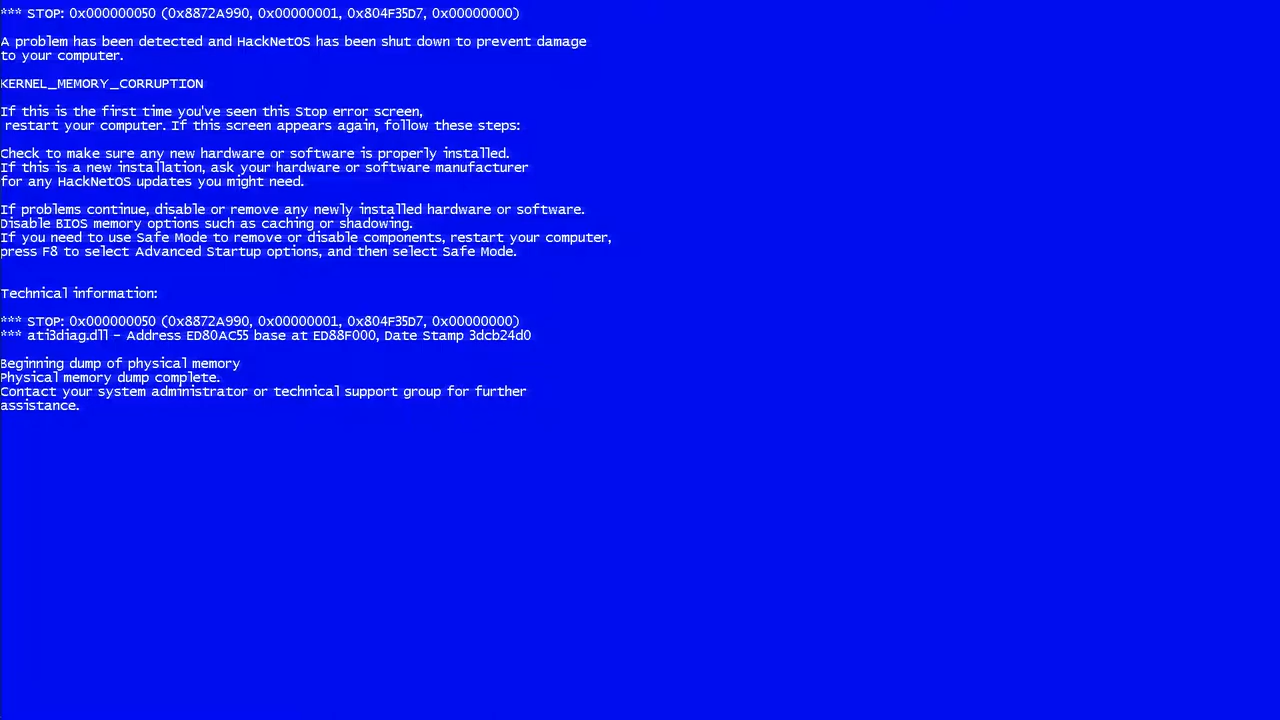 *** STOP: 0x000000050 (0x8872A990, 0x00000001, 0x804F35D7, 0x00000000)
A problem has been detected and HackNetOS has been shut down to prevent damage
to your computer.
KERNEL_MEMORY_CORRUPTION
If this is the first time you've seen this Stop error screen,
restart your computer. If this screen appears again, follow these steps:
Check to make sure any new hardware or software is properly installed.
If this is a new installation, ask your hardware or software manufacturer
for any HackNetOS updates you might need.
If problems continue, disable or remove any newly installed hardware or software.
Disable BIOS memory options such as caching or shadowing.
If you need to use Safe Mode to remove or disable components, restart your computer,
press F8 to select Advanced Startup options, and then select Safe Mode.
Technical information:
*** STOP: 0x000000050 (0x8872A990, 0x00000001, 0x804F35D7, 0x00000000)
*** ati3diag.dll - Address ED80AC55 base at ED88F000, Date Stamp 3dcb24d0
Beginning dump of physical memory
Physical memory dump complete.
Contact your system administrator or technical support group for further
assistance.